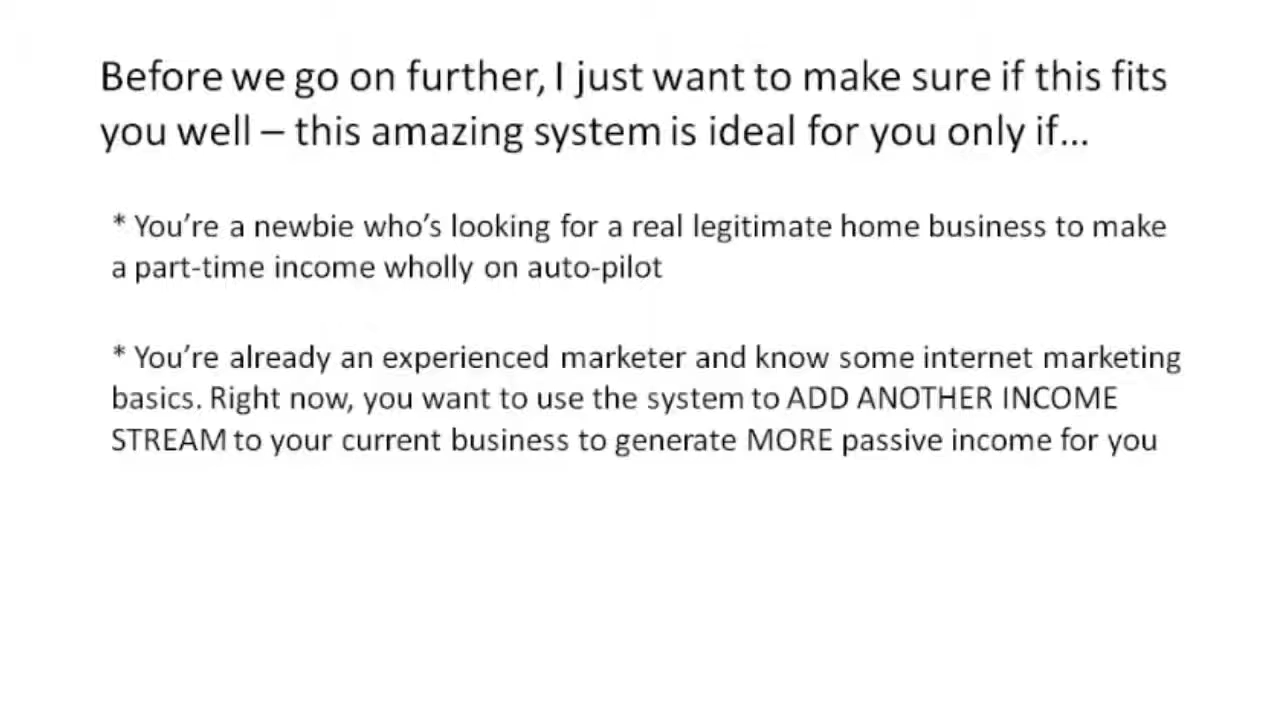 Before we go on further, I just want to make sure if this fits
you well – this amazing system is ideal for you only if...
* You’re a newbie who’s looking for a real legitimate home business to make
a part-time income wholly on auto-pilot
* You’re already an experienced marketer and know some internet marketing
basics. Right now, you want to use the system to ADD ANOTHER INCOME
STREAM to your current business to generate MORE passive income for you